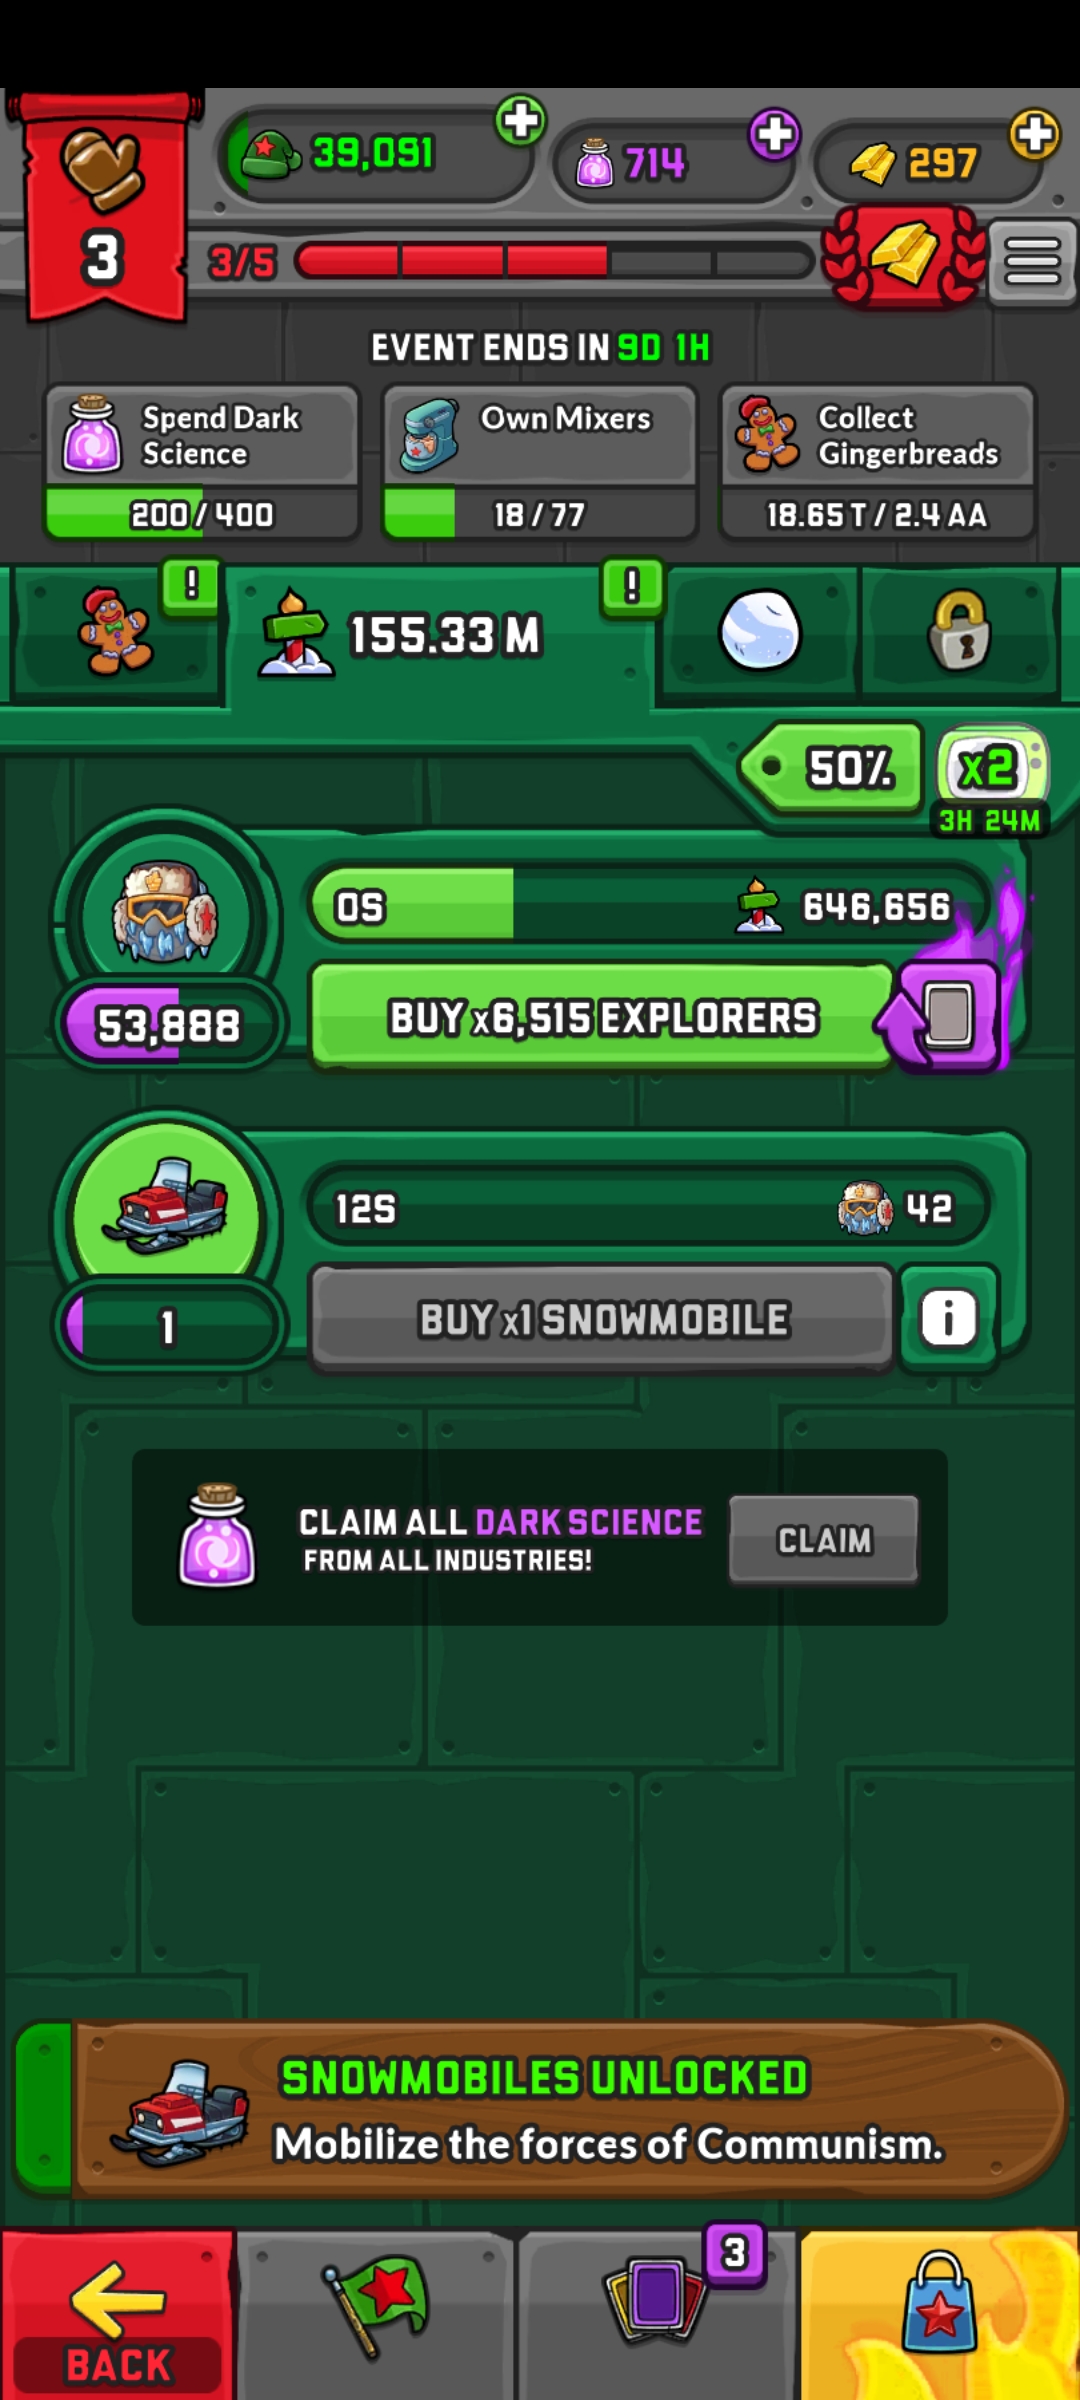 39,091
714
297
3
3/5
EVENT ENDS IN 9D 1H
Spend Dark
Science
200 / 400
Own Mixers
18 / 77
Collect
Gingerbreads
18.65 T / 2.4 AA
!
155.33 M
!
50%
x2
3H 24M
0S
646,656
53,888
BUY x6,515 EXPLORERS
12S
42
1
BUY x1 SNOWMOBILE
i
CLAIM ALL DARK SCIENCE
FROM ALL INDUSTRIES!
CLAIM
SNOWMOBILES UNLOCKED
Mobilize the forces of Communism.
BACK
3